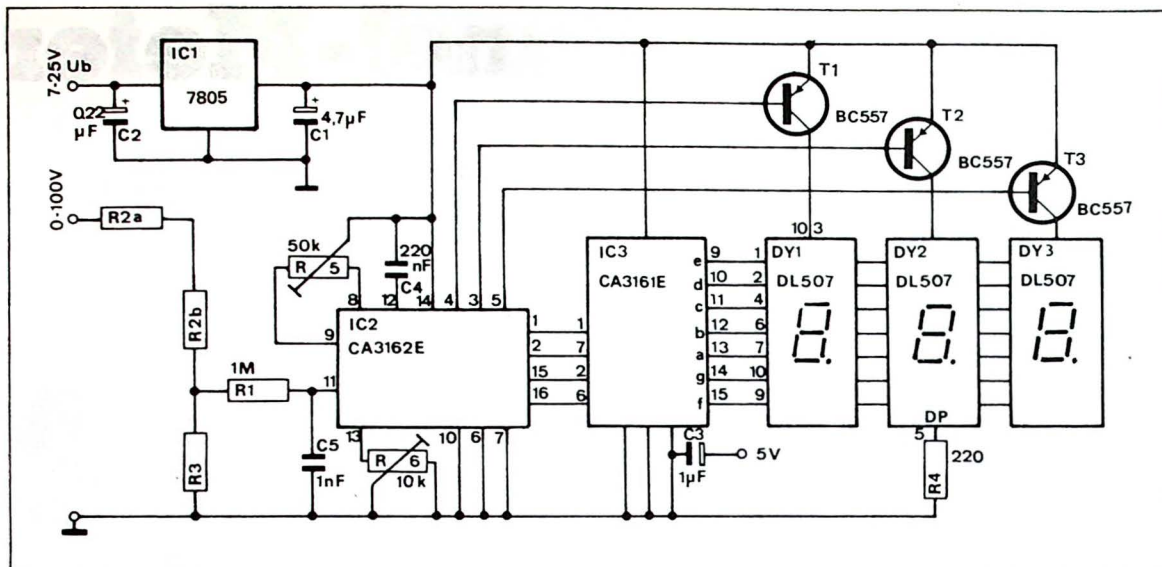 7-25V
Ub
IC1
7805
0.22
µF
C2
+
+
4,7µF
C1
0-100V
R2a
R2b
R3
1M
R1
C5
1nF
50k
R 5
220
nF
C4
8 12 14 4 3 5
9
IC2
CA3162E
11
1
2
15
16
13 10 6 7
R 6
10k
1
7
2
6
IC3
CA3161E
e 9 1
d 10 2
c 11 4
b 12 6
a 13 7
g 14 10
f 15 9
C3
1µF
5V
T1
BC557
T2
BC557
T3
BC557
10 3
DY1
DL507
8.
DY2
DL507
8.
DP
5
220
R4
DY3
DL507
8.